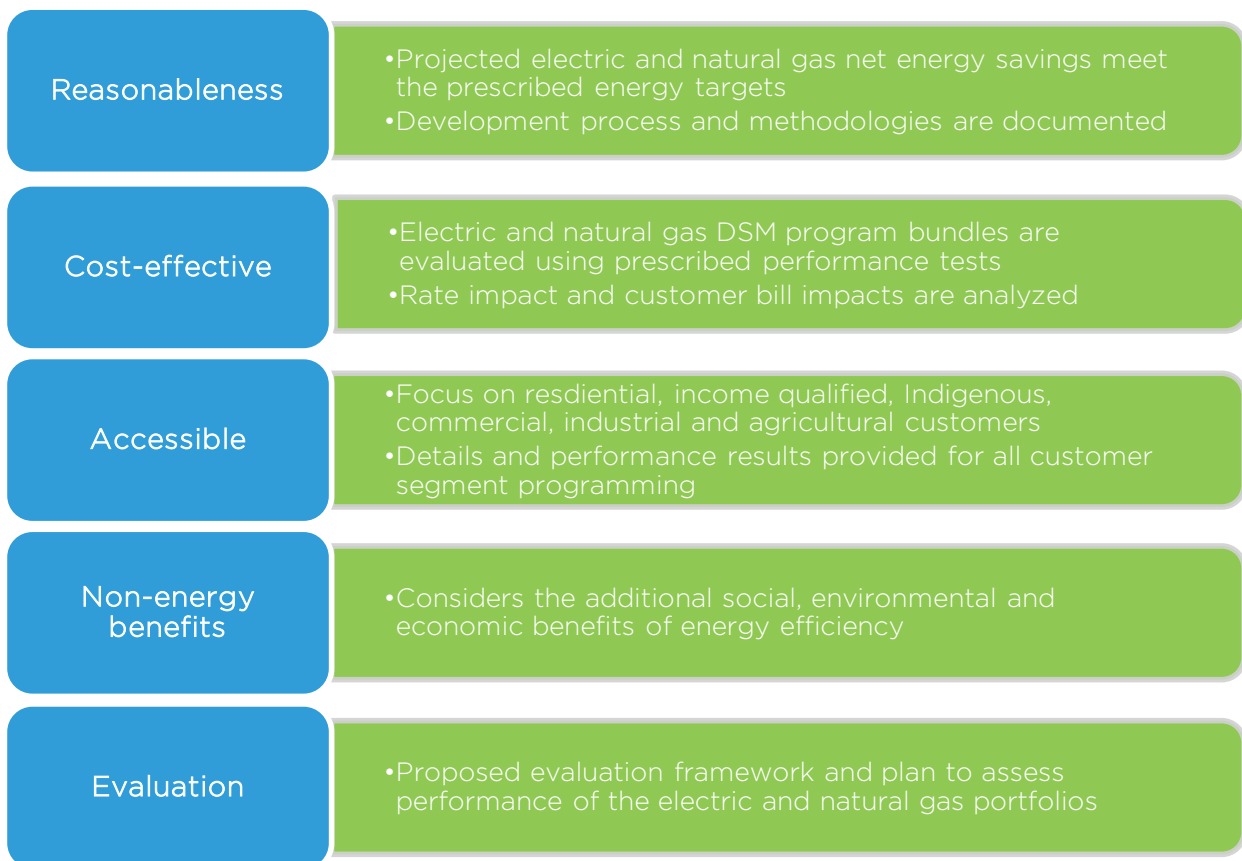 Reasonableness
•Projected electric and natural gas net energy savings meet
the prescribed energy targets
•Development process and methodologies are documented
Cost-effective
•Electric and natural gas DSM program bundles are
evaluated using prescribed performance tests
•Rate impact and customer bill impacts are analyzed
Accessible
•Focus on resdiential, income qualified, Indigenous,
commercial, industrial and agricultural customers
•Details and performance results provided for all customer
segment programming
Non-energy
benefits
•Considers the additional social, environmental and
economic benefits of energy efficiency
Evaluation
•Proposed evaluation framework and plan to assess
performance of the electric and natural gas portfolios